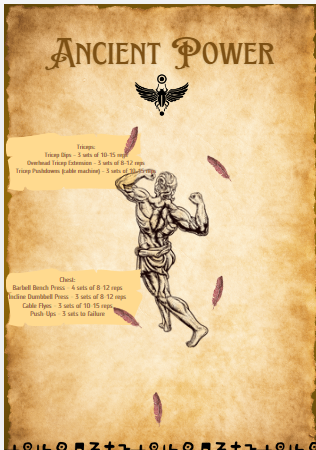 Ancient Power
Triceps:
Tricep Dips - 3 sets of 10-15 reps
Overhead Tricep Extension - 3 sets of 8-12 reps
Tricep Pushdowns (cable machine) - 3 sets of 10-15 reps
Chest:
Barbell Bench Press - 4 sets of 8-12 reps
Incline Dumbbell Press - 3 sets of 8-12 reps
Cable Flyes - 3 sets of 10-15 reps
Push-Ups - 3 sets to failure